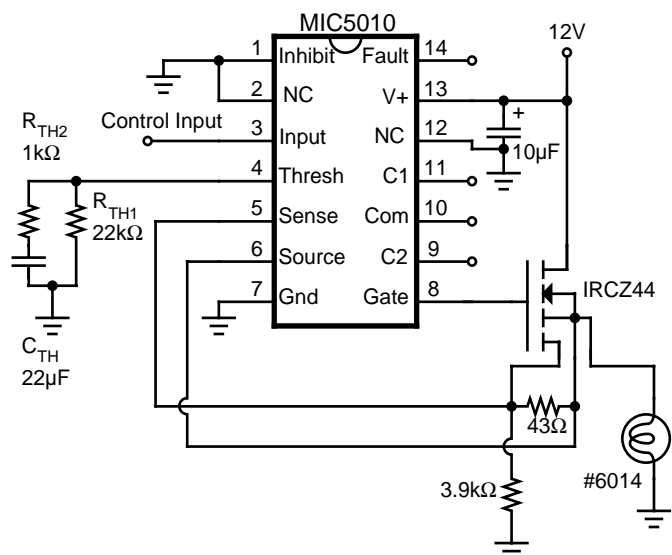 MIC5010
12V
1 Inhibit Fault 14
2 NC V+ 13
Control Input 3 Input NC 12
+
10µF
R_TH2
1kΩ
4 Thresh C1 11
R_TH1
22kΩ
5 Sense Com 10
6 Source C2 9
7 Gnd Gate 8
IRCZ44
C_TH
22µF
43Ω
3.9kΩ
#6014